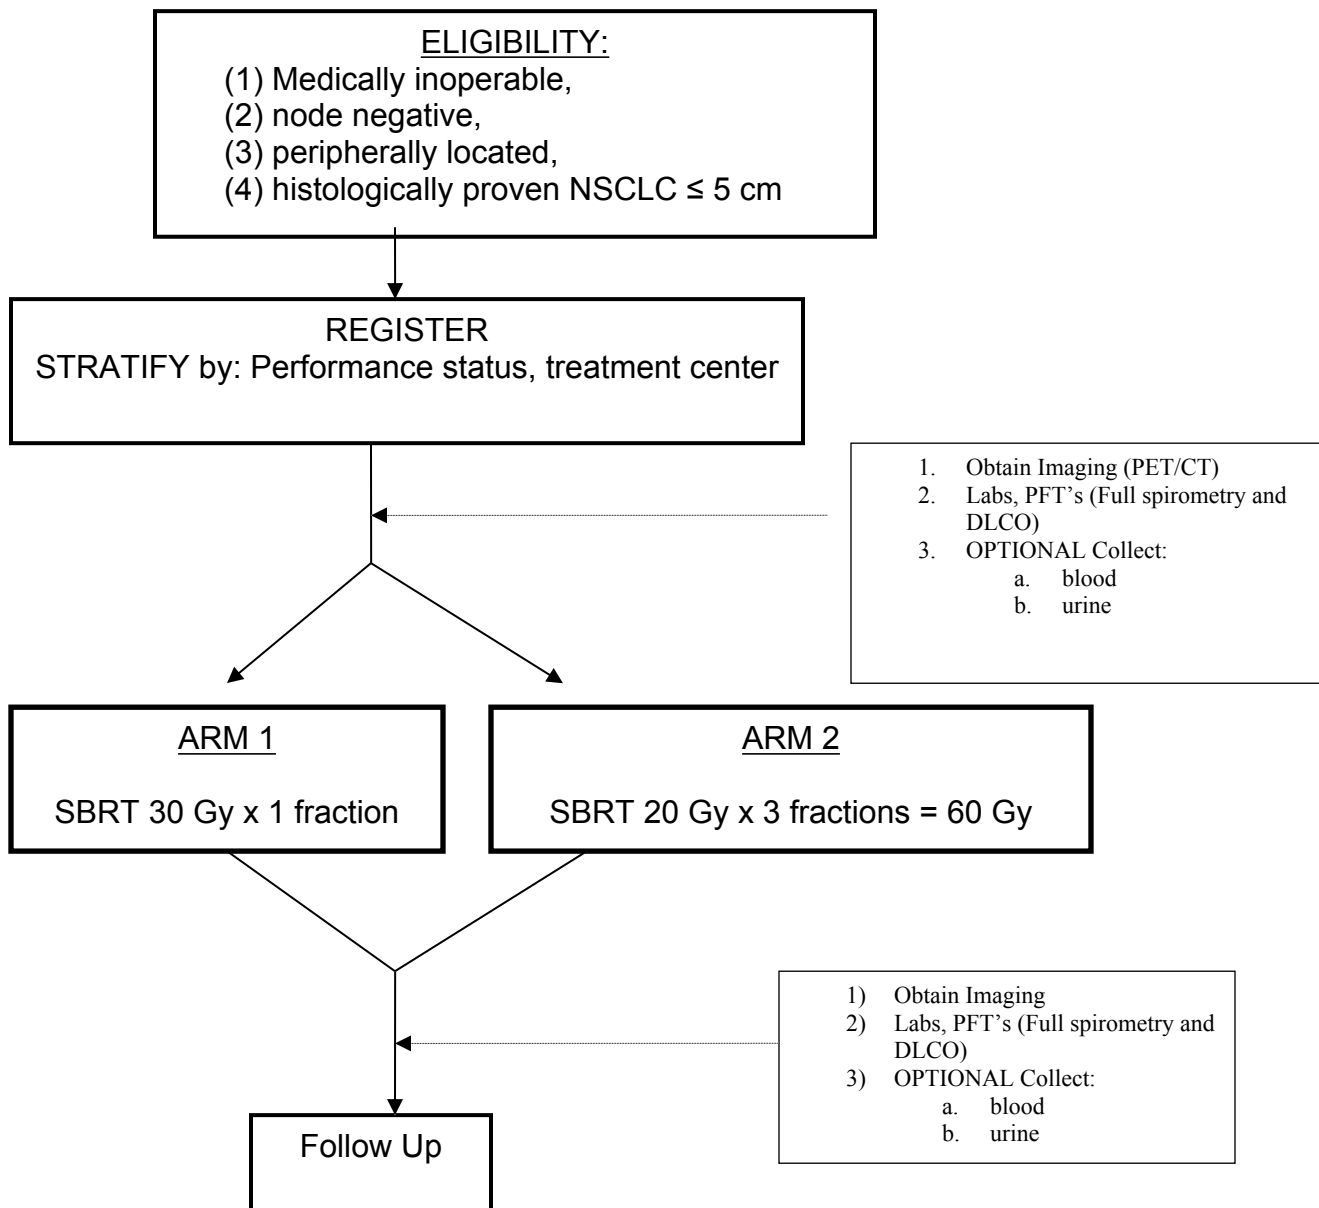 ELIGIBILITY:
(1) Medically inoperable,
(2) node negative,
(3) peripherally located,
(4) histologically proven NSCLC ≤ 5 cm
REGISTER
STRATIFY by: Performance status, treatment center
1. Obtain Imaging (PET/CT)
2. Labs, PFT’s (Full spirometry and
DLCO)
3. OPTIONAL Collect:
a. blood
b. urine
ARM 1
SBRT 30 Gy x 1 fraction
ARM 2
SBRT 20 Gy x 3 fractions = 60 Gy
1) Obtain Imaging
2) Labs, PFT’s (Full spirometry and
DLCO)
3) OPTIONAL Collect:
a. blood
b. urine
Follow Up